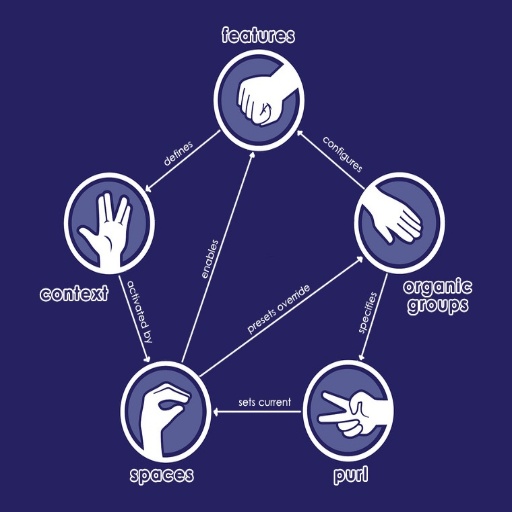 features
defines
configures
context
enables
organic
groups
activated by
presets override
specifies
sets current
spaces
purl